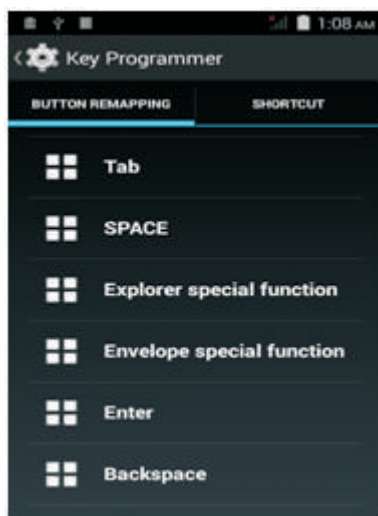 1:08 AM
Key Programmer
BUTTON REMAPPING SHORTCUT
Tab
SPACE
Explorer special function
Envelope special function
Enter
Backspace